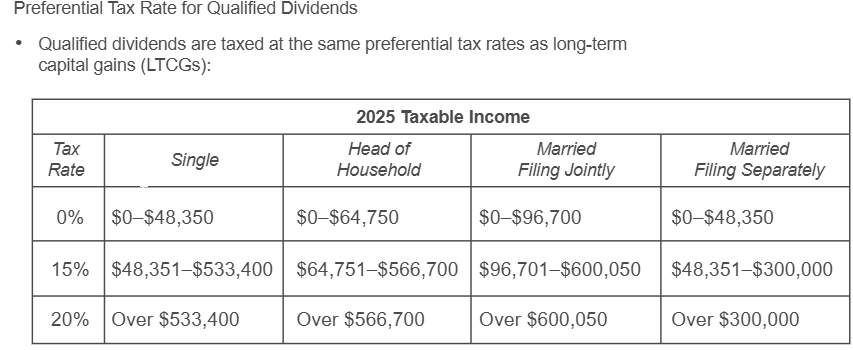 Preferential Tax Rate for Qualified Dividends
• Qualified dividends are taxed at the same preferential tax rates as long-term
capital gains (LTCGs):
2025 Taxable Income
Tax Rate Single Head of Household Married Filing Jointly Married Filing Separately
0% $0–$48,350 $0–$64,750 $0–$96,700 $0–$48,350
15% $48,351–$533,400 $64,751–$566,700 $96,701–$600,050 $48,351–$300,000
20% Over $533,400 Over $566,700 Over $600,050 Over $300,000